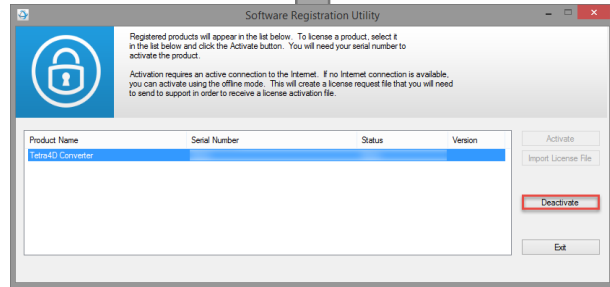 Software Registration Utility
Registered products will appear in the list below. To license a product, select it
in the list below and click the Activate button. You will need your serial number to
activate the product.
Activation requires an active connection to the Internet. If no Internet connection is available,
you can activate using the offline mode. This will create a license request file that you will need
to send to support in order to receive a license activation file.
Product Name Serial Number Status Version
Activate
Tetra4D Converter
Import License File
Deactivate
Exit